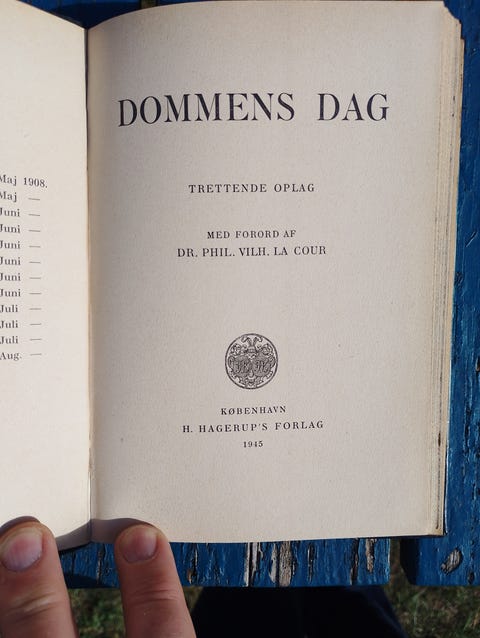 Maj 1908.
Maj —
Juni —
Juni —
Juni —
Juni —
Juni —
Juni —
Juli —
Juli —
Juli —
Aug. —
DOMMENS DAG
TRETTENDE OPLAG
MED FORORD AF
DR. PHIL. VILH. LA COUR
KØBENHAVN
H. HAGERUP'S FORLAG
1945